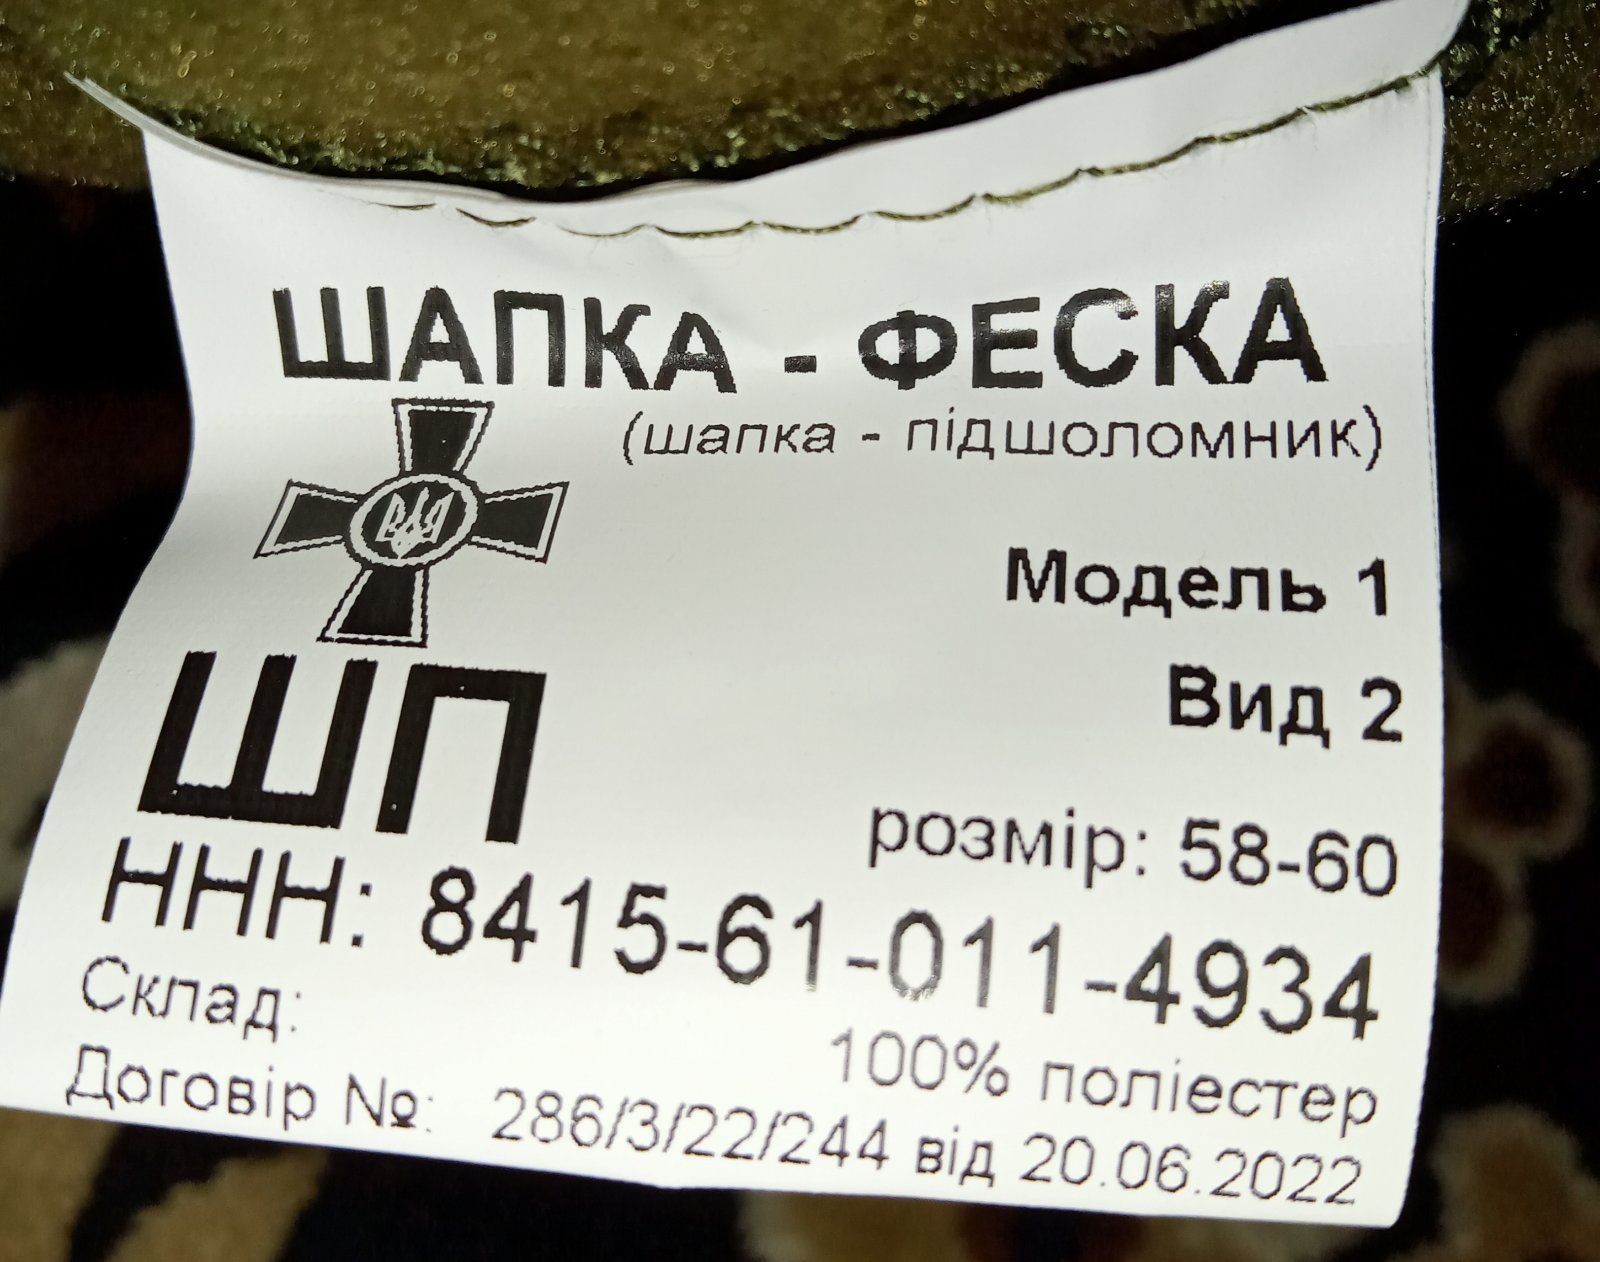 ШАПКА - ФЕСКА
(шапка - підшоломник)
Модель 1
Вид 2
ШП
розмір: 58-60
ННН: 8415-61-011-4934
Склад: 100% поліестер
Договір №: 286/3/22/244 від 20.06.2022